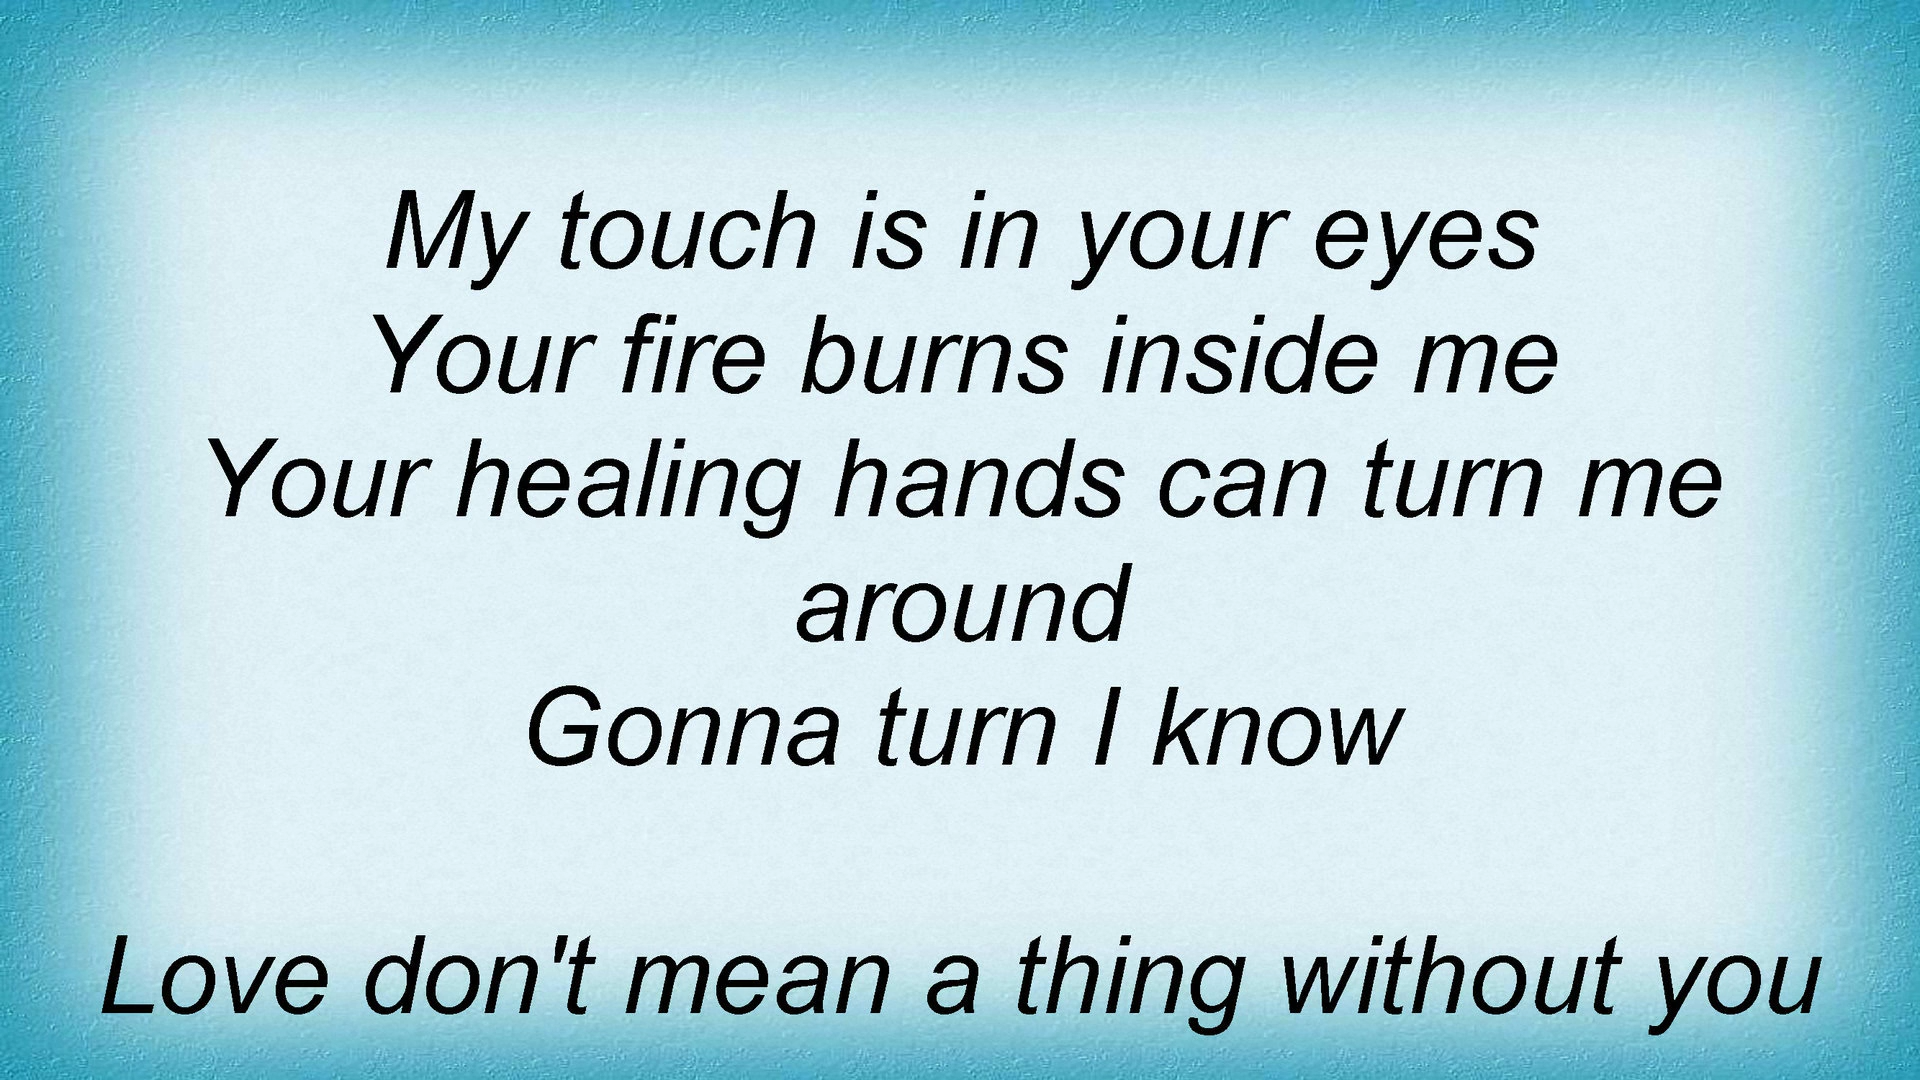 My touch is in your eyes
Your fire burns inside me
Your healing hands can turn me
around
Gonna turn I know
Love don't mean a thing without you